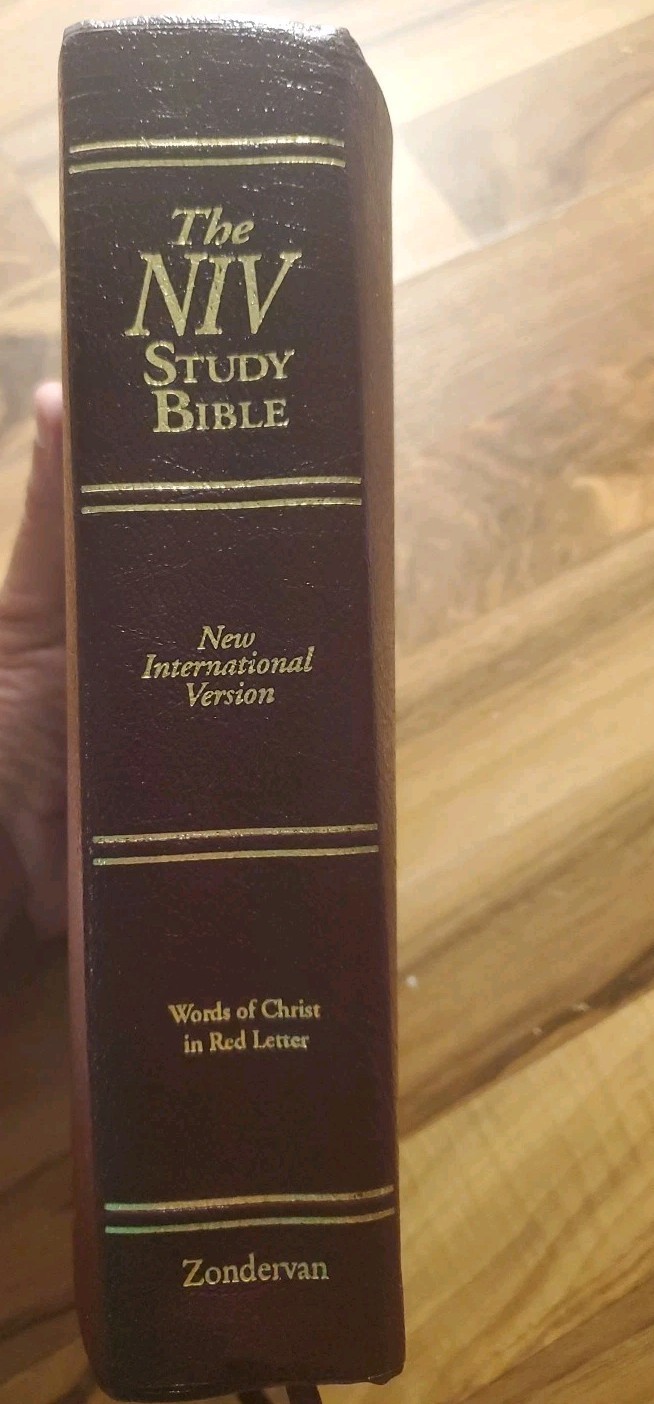 The
NIV
STUDY
BIBLE
New
International
Version
Words of Christ
in Red Letter
Zondervan